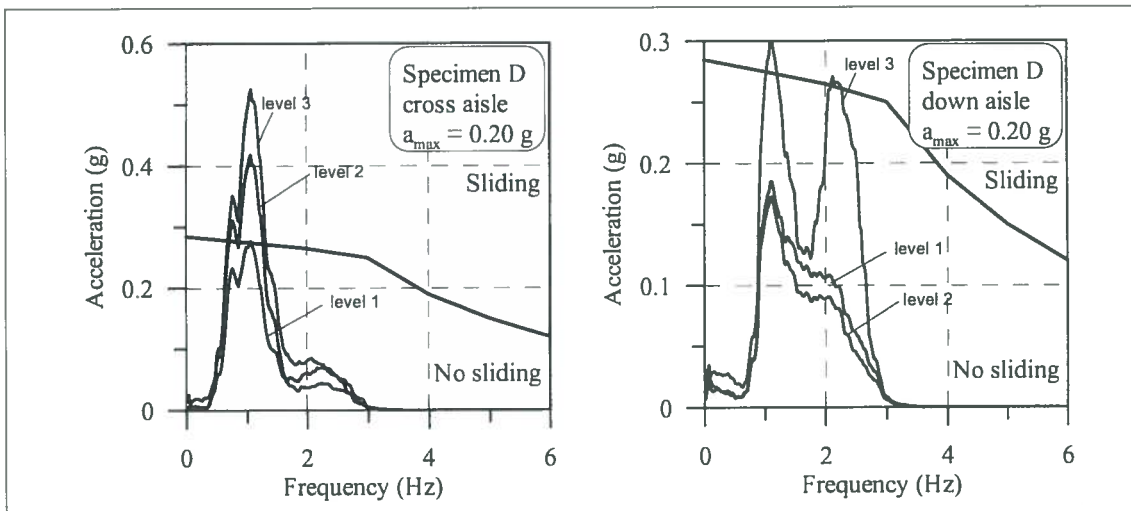 0.6
0.4
0.2
0
Acceleration (g)
0
2
4
6
Frequency (Hz)
Specimen D
cross aisle
a_max = 0.20 g
level 3
level 2
level 1
Sliding
No sliding
0.3
0.2
0.1
0
Acceleration (g)
0
2
4
6
Frequency (Hz)
level 3
Specimen D
down aisle
a_max = 0.20 g
Sliding
level 1
level 2
No sliding